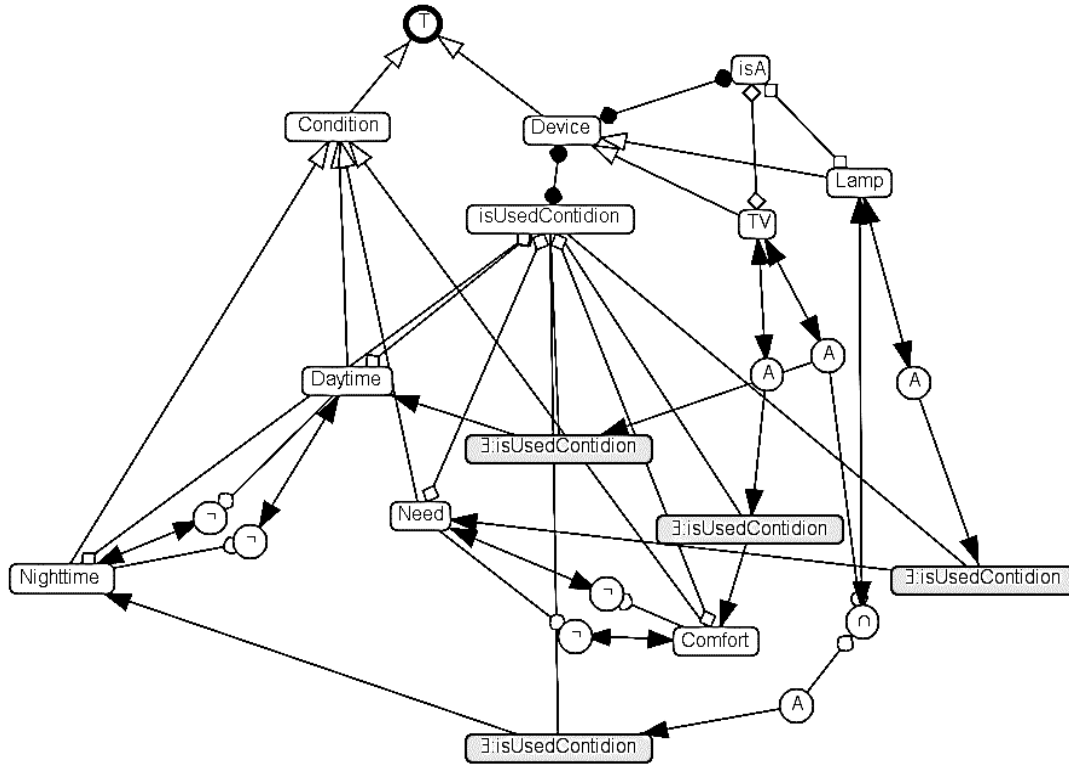 T
isA
Condition
Device
Lamp
isUsedContidion
TV
A
A
A
Daytime
∃:isUsedContidion
Need
¬
∃:isUsedContidion
¬
Nighttime
∃:isUsedContidion
¬
∩
¬
Comfort
A
∃:isUsedContidion